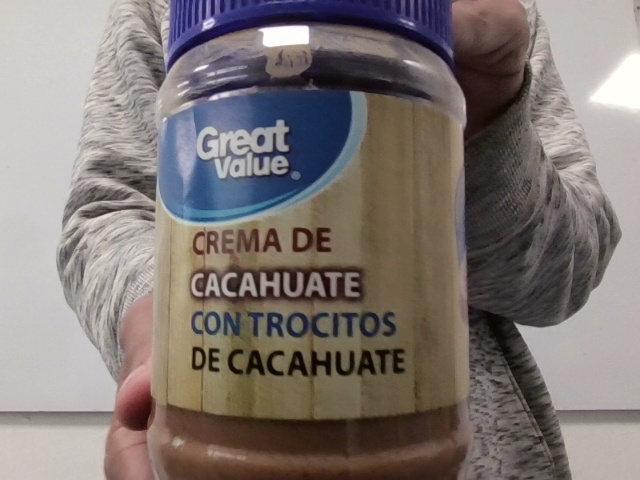 Great
Value®
CREMA DE
CACAHUATE
CON TROCITOS
DE CACAHUATE